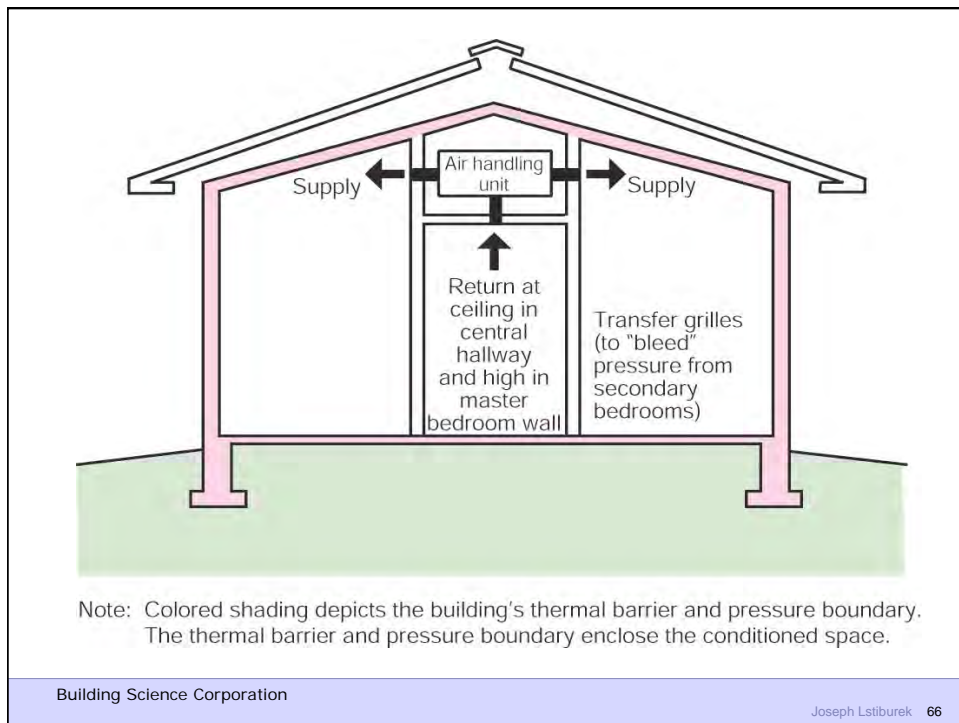 Air handling
unit
Supply
Supply
Return at
ceiling in
central
hallway
and high in
master
bedroom wall
Transfer grilles
(to "bleed"
pressure from
secondary
bedrooms)
Note: Colored shading depicts the building's thermal barrier and pressure boundary.
The thermal barrier and pressure boundary enclose the conditioned space.
Building Science Corporation
Joseph Lstiburek 66